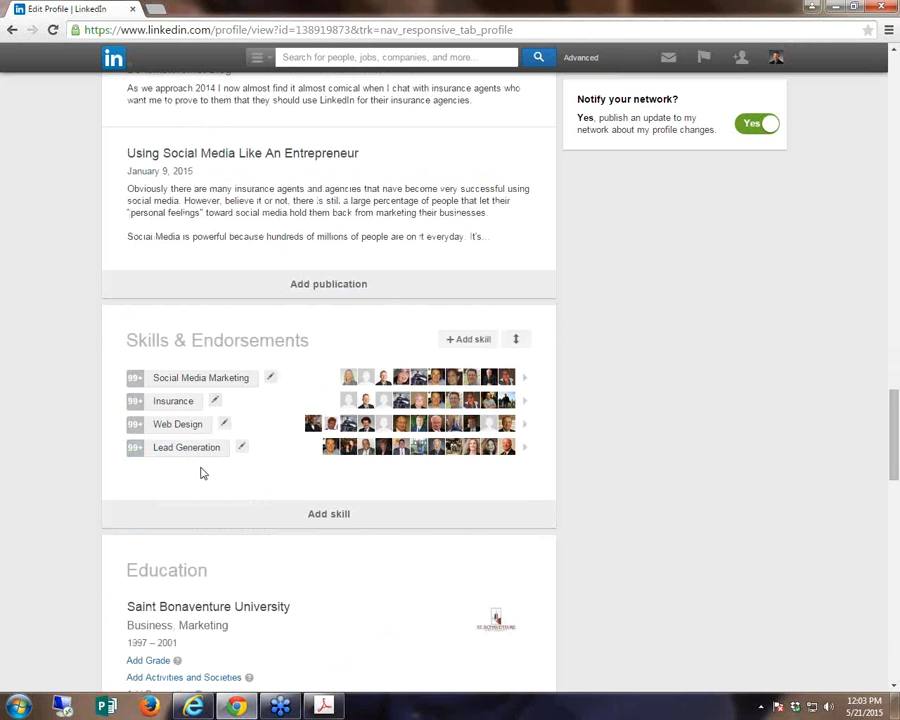 Edit Profile | LinkedIn
https://www.linkedin.com/profile/view?id=138919873&trk=nav_responsive_tab_profile
in
Search for people, jobs, companies, and more...
Advanced
As we approach 2014 I now almost find it almost comical when I chat with insurance agents who
want me to prove to them that they should use LinkedIn for their insurance agencies.
Notify your network?
Yes, publish an update to my
network about my profile changes.
Yes
Using Social Media Like An Entrepreneur
January 9, 2015
Obviously there are many insurance agents and agencies that have become very successful using
social media. However, believe it or not, there is still a large percentage of people that let their
"personal feelings" toward social media hold them back from marketing their businesses.
Social Media is powerful because hundreds of millions of people are on it everyday. It's...
Add publication
Skills & Endorsements
+ Add skill
99+ Social Media Marketing
99+ Insurance
99+ Web Design
99+ Lead Generation
Add skill
Education
Saint Bonaventure University
Business, Marketing
1997 – 2001
Add Grade ?
Add Activities and Societies ?
12:03 PM
5/21/2015